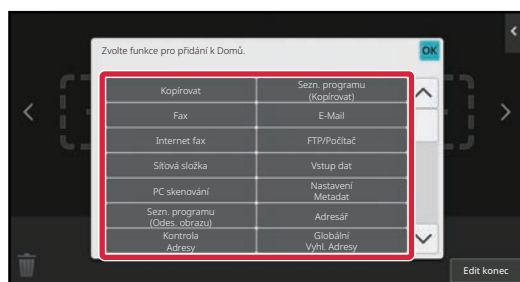 Zvolte funkce pro přidání k Domů.
OK
Kopírovat
Sezn. programu
(Kopírovat)
Fax
E-Mail
Internet fax
FTP/Počítač
Síťová složka
Vstup dat
PC skenování
Nastavení
Metadat
Sezn. programu
(Odes. obrazu)
Adresář
Kontrola
Adresy
Globální
Vyhl. Adresy
Edit konec